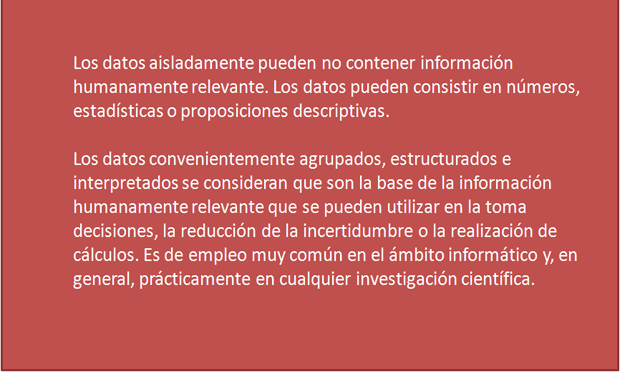 Los datos aisladamente pueden no contener información
humanamente relevante. Los datos pueden consistir en números,
estadísticas o proposiciones descriptivas.
Los datos convenientemente agrupados, estructurados e
interpretados se consideran que son la base de la información
humanamente relevante que se pueden utilizar en la toma
decisiones, la reducción de la incertidumbre o la realización de
cálculos. Es de empleo muy común en el ámbito informático y, en
general, prácticamente en cualquier investigación científica.